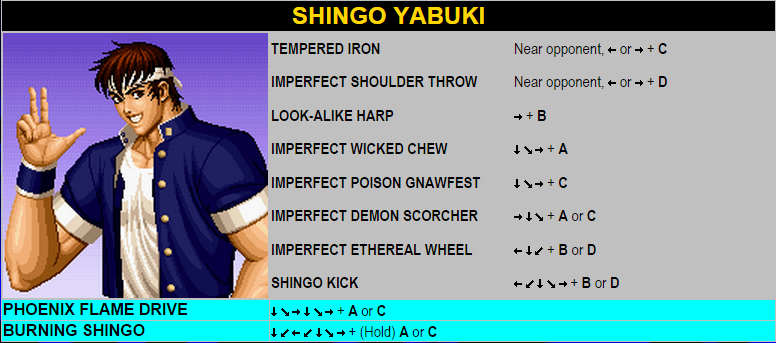 SHINGO YABUKI
TEMPERED IRON Near opponent, ← or → + C
IMPERFECT SHOULDER THROW Near opponent, ← or → + D
LOOK-ALIKE HARP → + B
IMPERFECT WICKED CHEW ↓ ↘ → + A
IMPERFECT POISON GNAWFEST ↓ ↘ → + C
IMPERFECT DEMON SCORCHER → ↓ ↘ + A or C
IMPERFECT ETHEREAL WHEEL ← ↓ ↙ + B or D
SHINGO KICK ← ↙ ↓ ↘ → + B or D
PHOENIX FLAME DRIVE ↓ ↘ → ↓ ↘ → + A or C
BURNING SHINGO ↓ ↙ ← ↙ ↓ ↘ → + (Hold) A or C